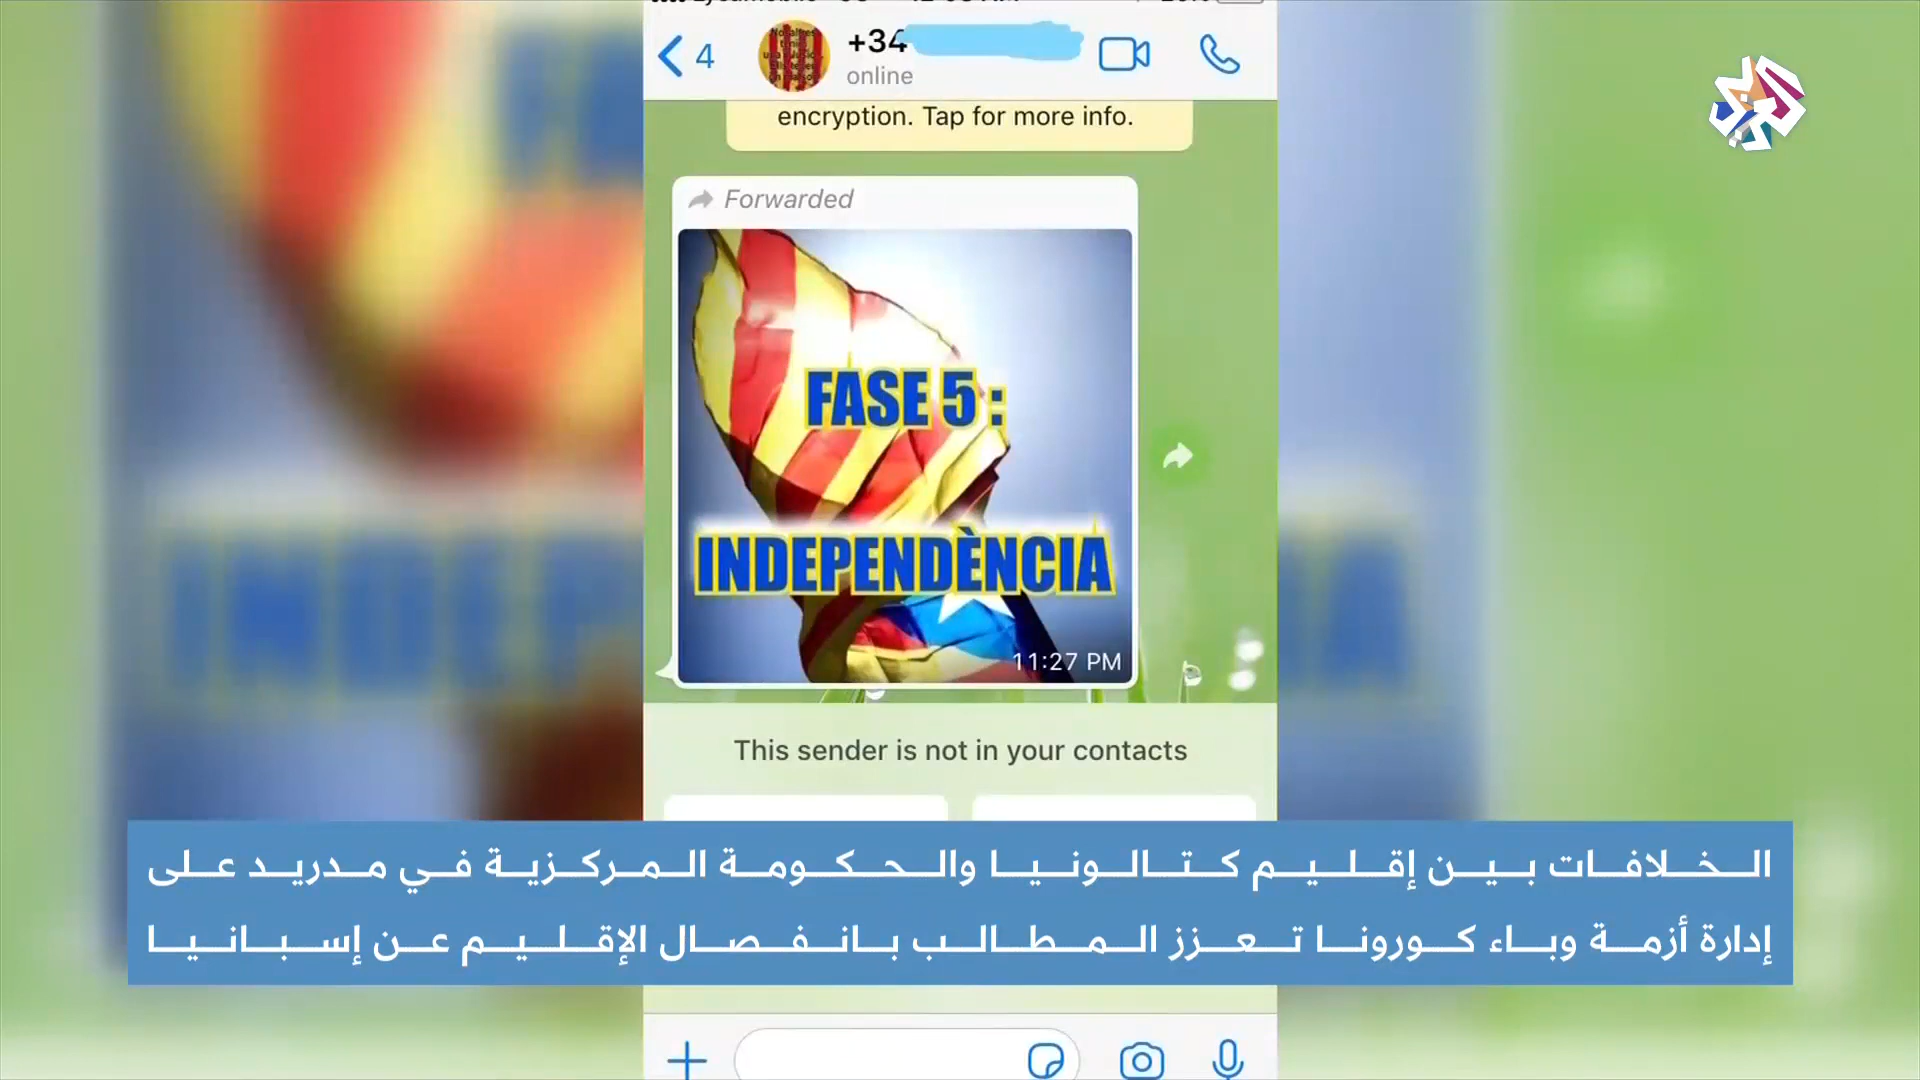 4
+34
online
encryption. Tap for more info.
Forwarded
FASE 5 :
INDEPENDÈNCIA
11:27 PM
This sender is not in your contacts
الخلافات بين إقليم كتالونيا والحكومة المركزية في مدريد على
إدارة أزمة وباء كورونا تعزز المطالب بانفصال الإقليم عن إسبانيا